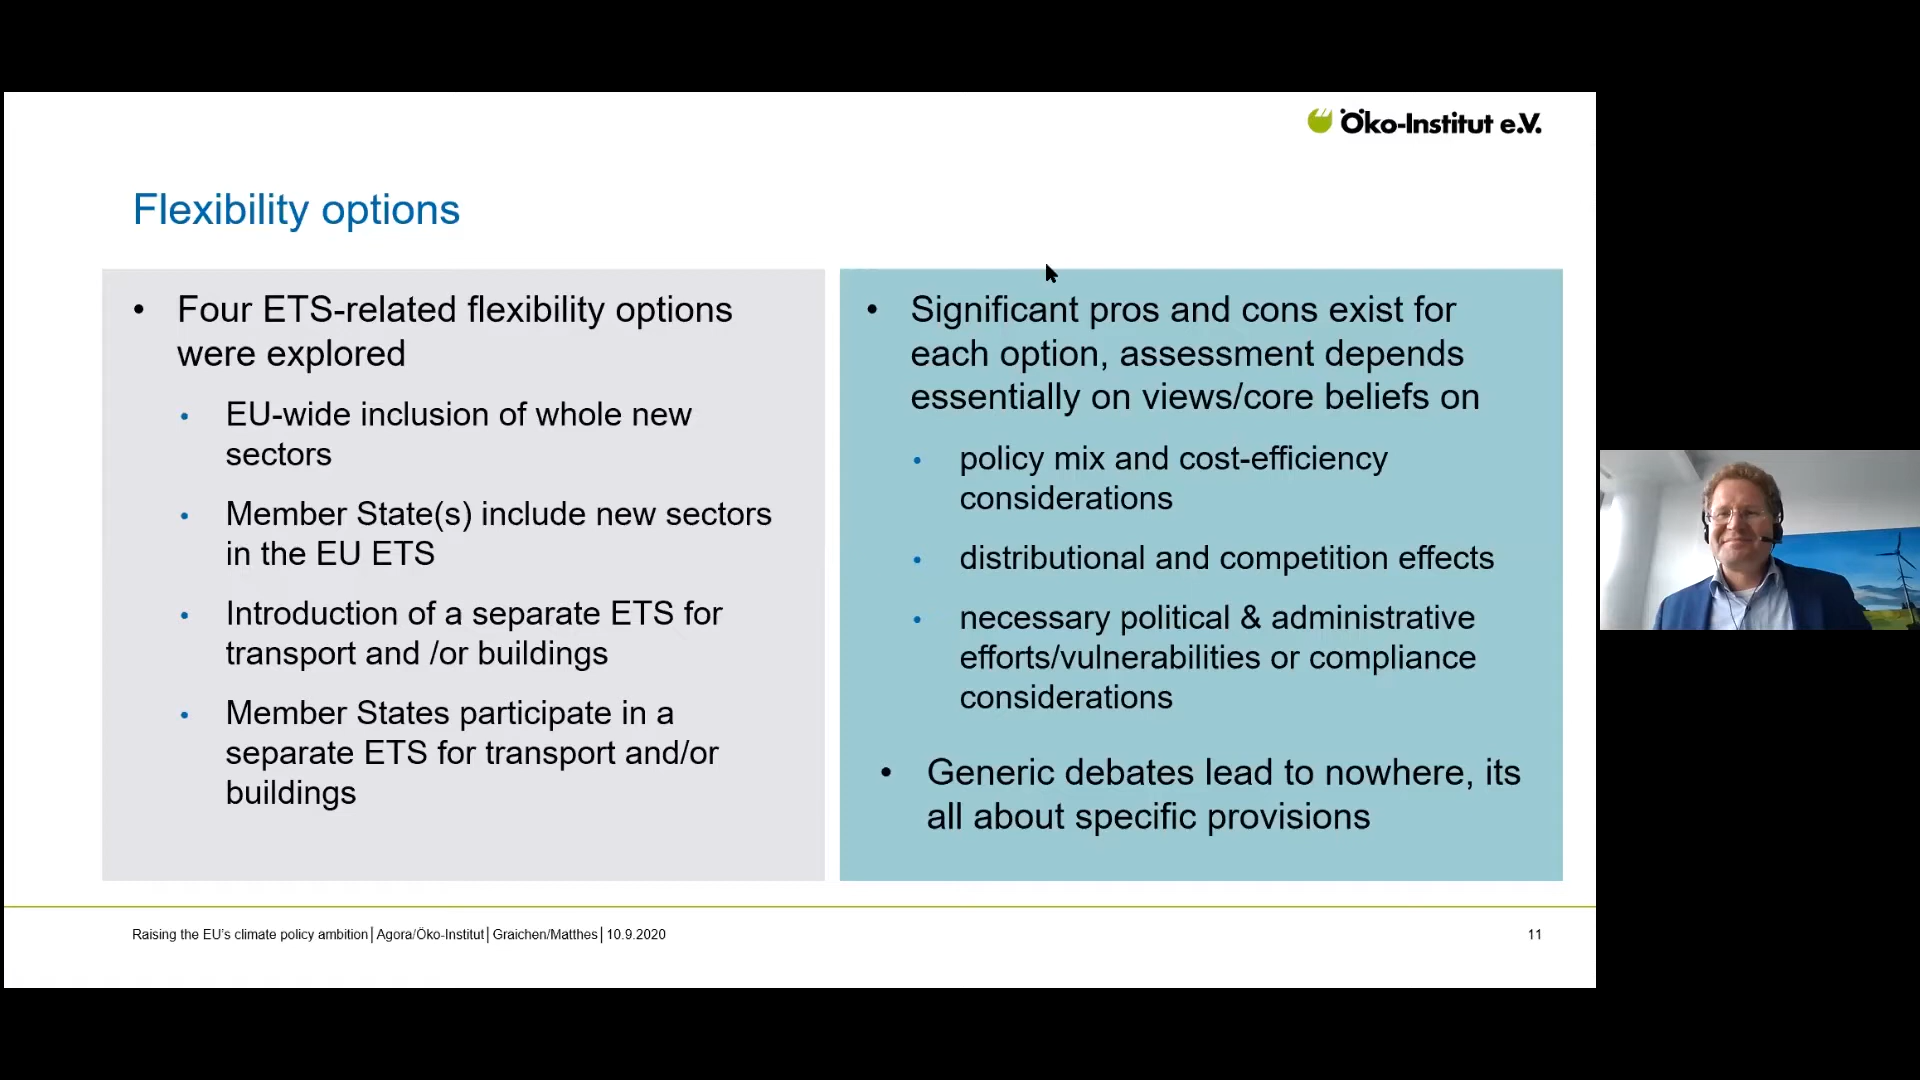 Öko-Institut e.V.
Flexibility options
• Four ETS-related flexibility options
were explored
• EU-wide inclusion of whole new
sectors
• Member State(s) include new sectors
in the EU ETS
• Introduction of a separate ETS for
transport and /or buildings
• Member States participate in a
separate ETS for transport and/or
buildings
• Significant pros and cons exist for
each option, assessment depends
essentially on views/core beliefs on
• policy mix and cost-efficiency
considerations
• distributional and competition effects
• necessary political & administrative
efforts/vulnerabilities or compliance
considerations
• Generic debates lead to nowhere, its
all about specific provisions
Raising the EU's climate policy ambition│Agora/Öko-Institut│Graichen/Matthes│10.9.2020
11